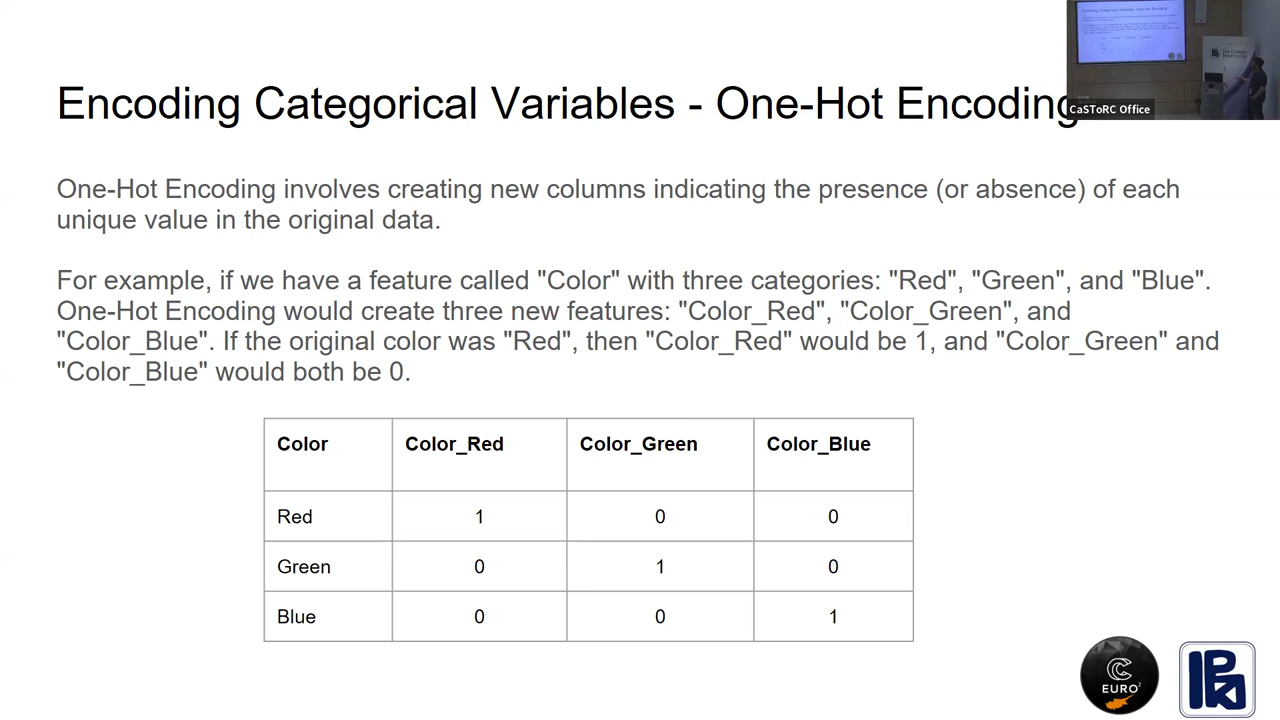 Encoding Categorical Variables - One-Hot Encoding
CaSToRC Office
One-Hot Encoding involves creating new columns indicating the presence (or absence) of each
unique value in the original data.
For example, if we have a feature called "Color" with three categories: "Red", "Green", and "Blue".
One-Hot Encoding would create three new features: "Color_Red", "Color_Green", and
"Color_Blue". If the original color was "Red", then "Color_Red" would be 1, and "Color_Green" and
"Color_Blue" would both be 0.
Color Color_Red Color_Green Color_Blue
Red 1 0 0
Green 0 1 0
Blue 0 0 1
EURO²